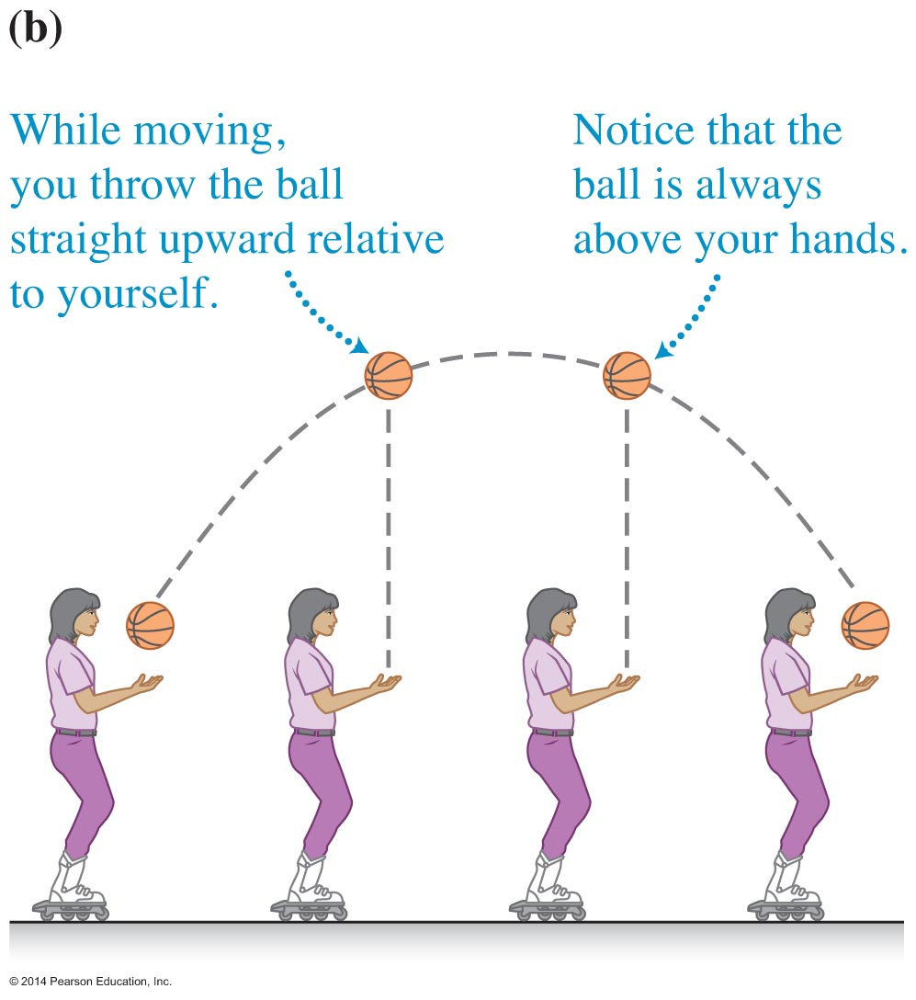 (b)
While moving,
you throw the ball
straight upward relative
to yourself.
Notice that the
ball is always
above your hands.
© 2014 Pearson Education, Inc.